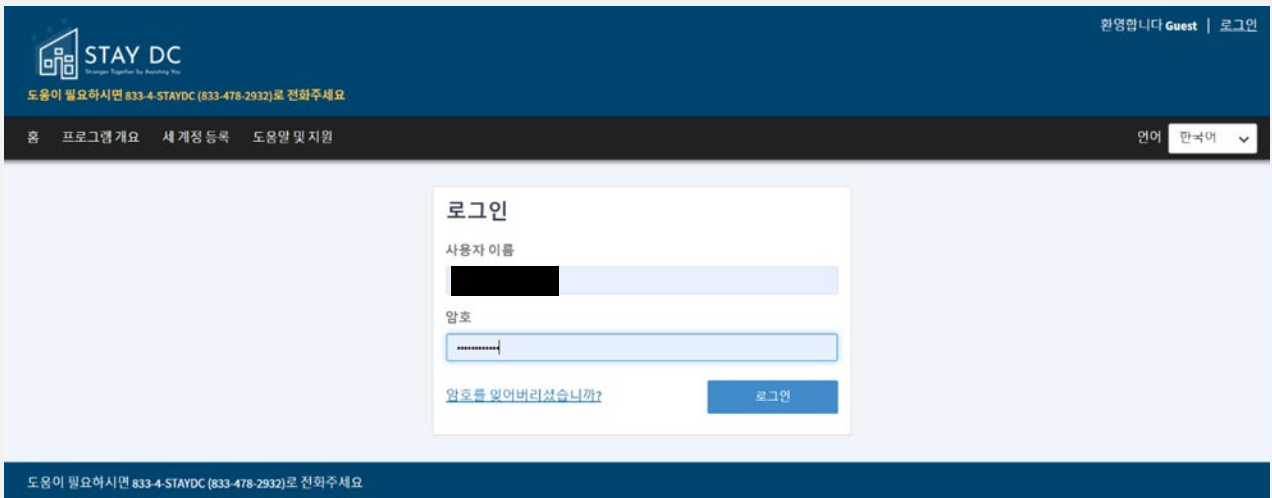 환영합니다 Guest | 로그인
STAY DC
Stronger Together by Assisting You
도움이 필요하시면 833-4-STAYDC (833-478-2932)로 전화주세요
홈 프로그램 개요 새 계정 등록 도움말 및 지원 언어 한국어
로그인
사용자 이름
암호
암호를 잊어버리셨습니까? 로그인
도움이 필요하시면 833-4-STAYDC (833-478-2932)로 전화주세요